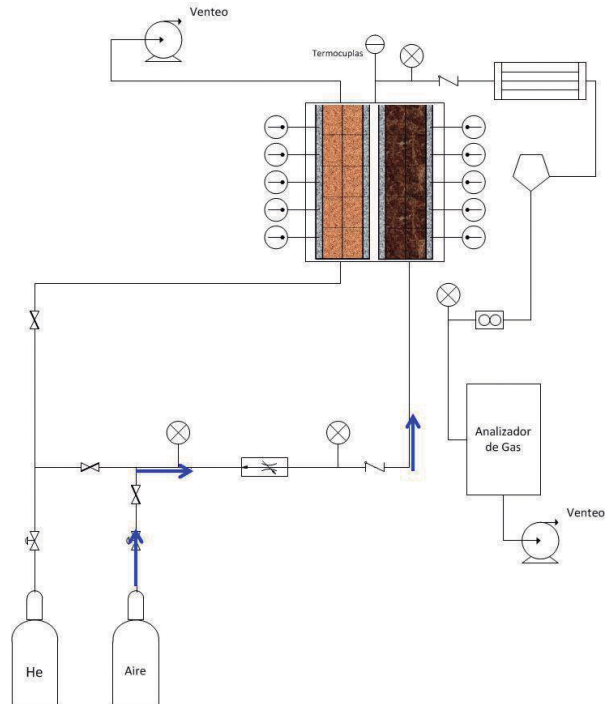 Venteo
Termocuplas
Analizador
de Gas
Venteo
He
Aire